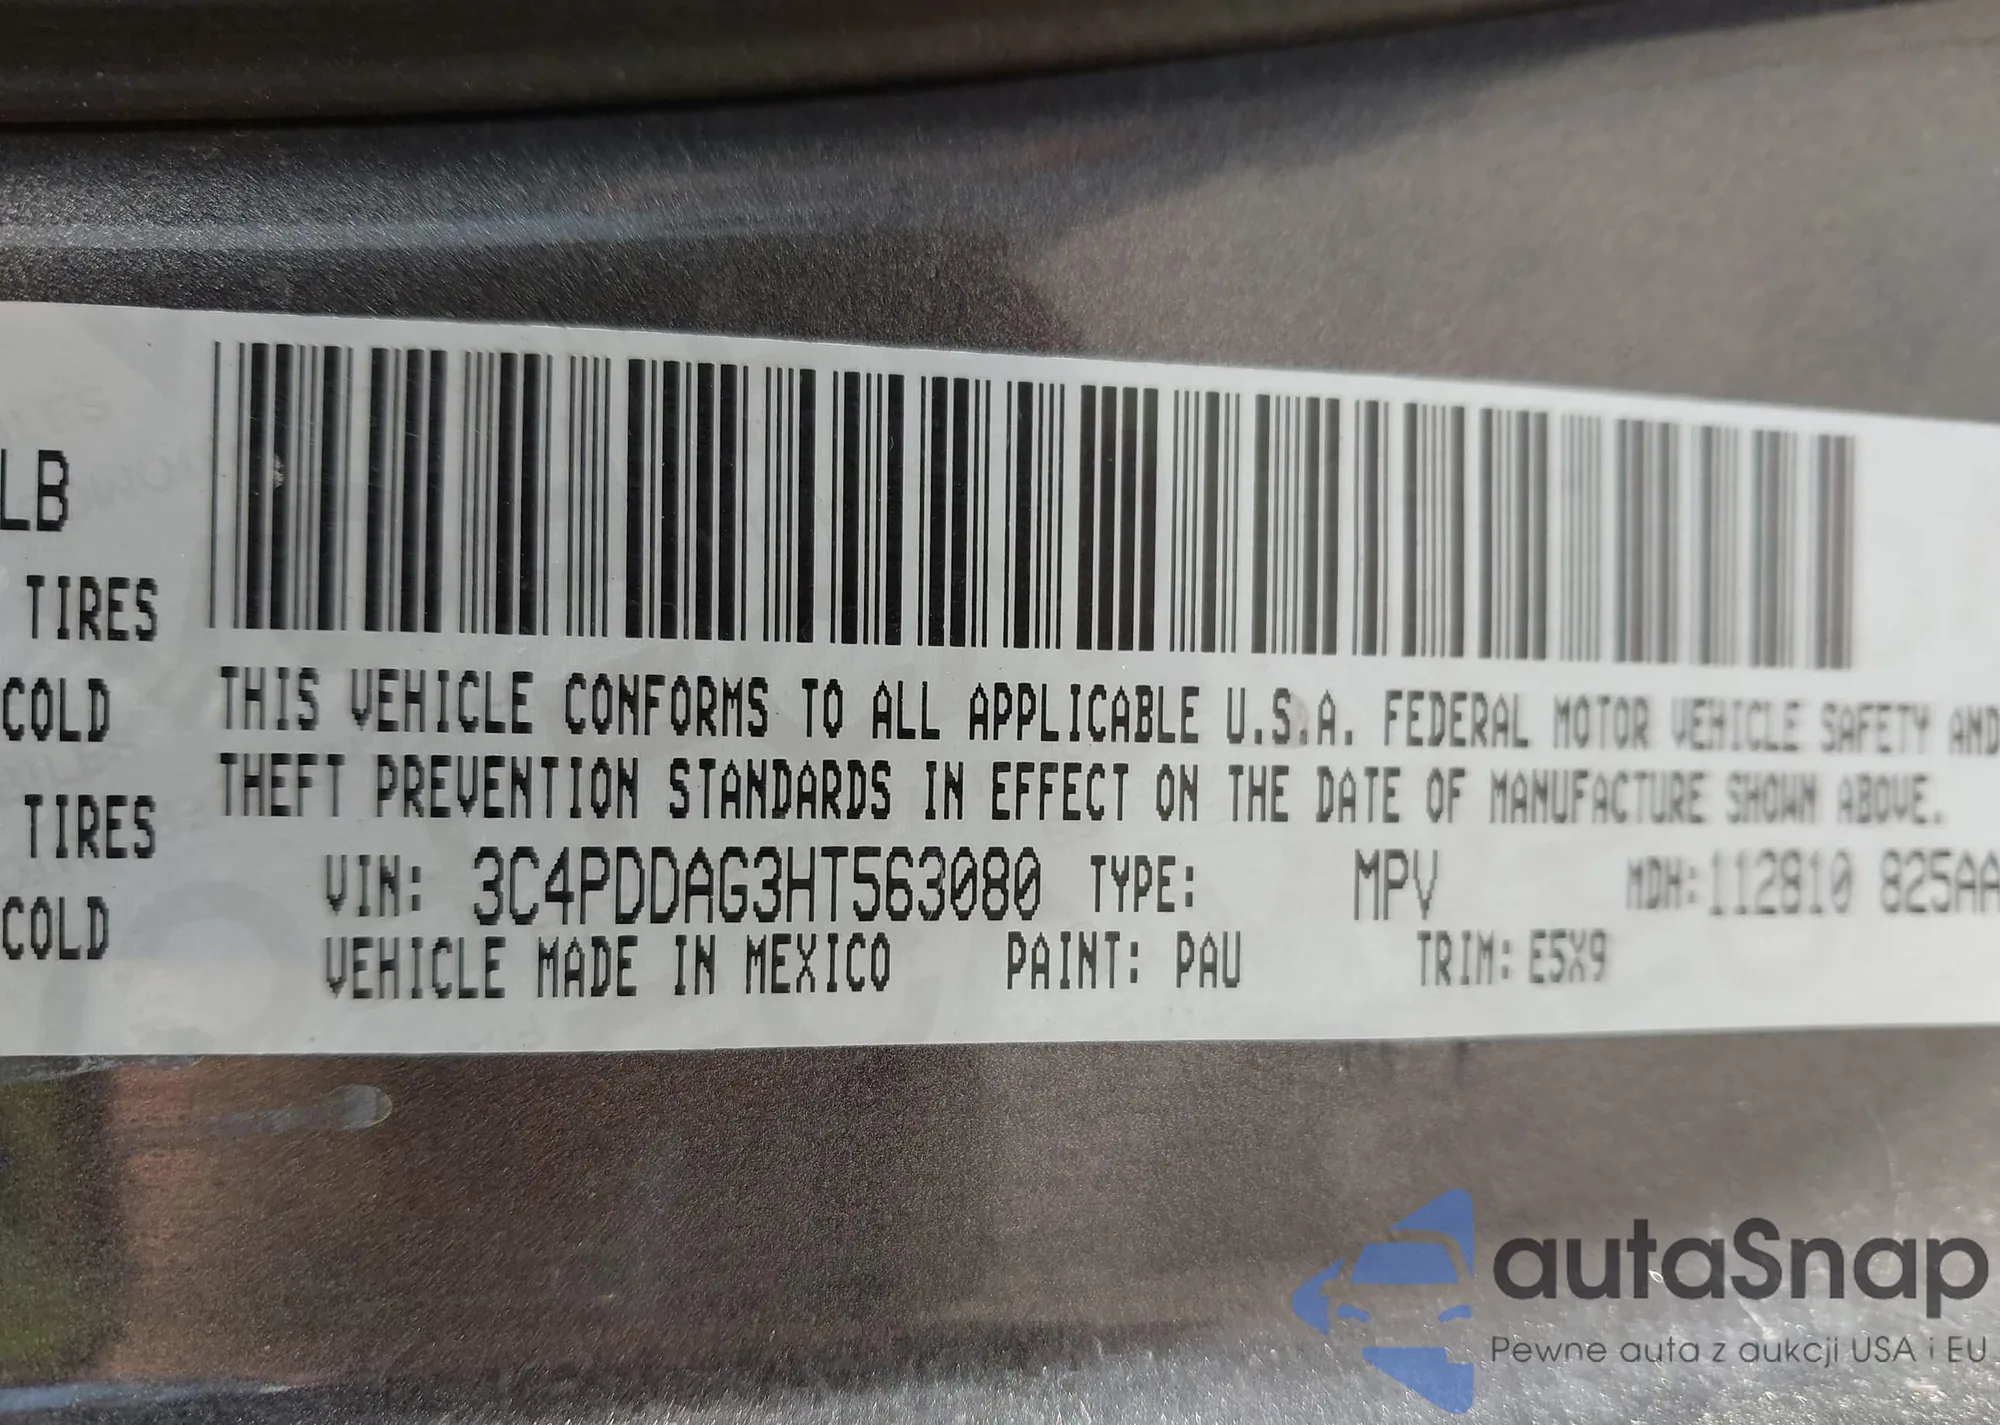 LB
TIRES
COLD
TIRES
COLD
THIS VEHICLE CONFORMS TO ALL APPLICABLE U.S.A. FEDERAL MOTOR VEHICLE SAFETY AND
THEFT PREVENTION STANDARDS IN EFFECT ON THE DATE OF MANUFACTURE SHOWN ABOVE.
VIN: 3C4PDDAG3HT563080 TYPE: MPV MDH:112810 825AA
VEHICLE MADE IN MEXICO PAINT: PAU TRIM: E5X9
autaSnap
Pewne auta z aukcji USA i EU